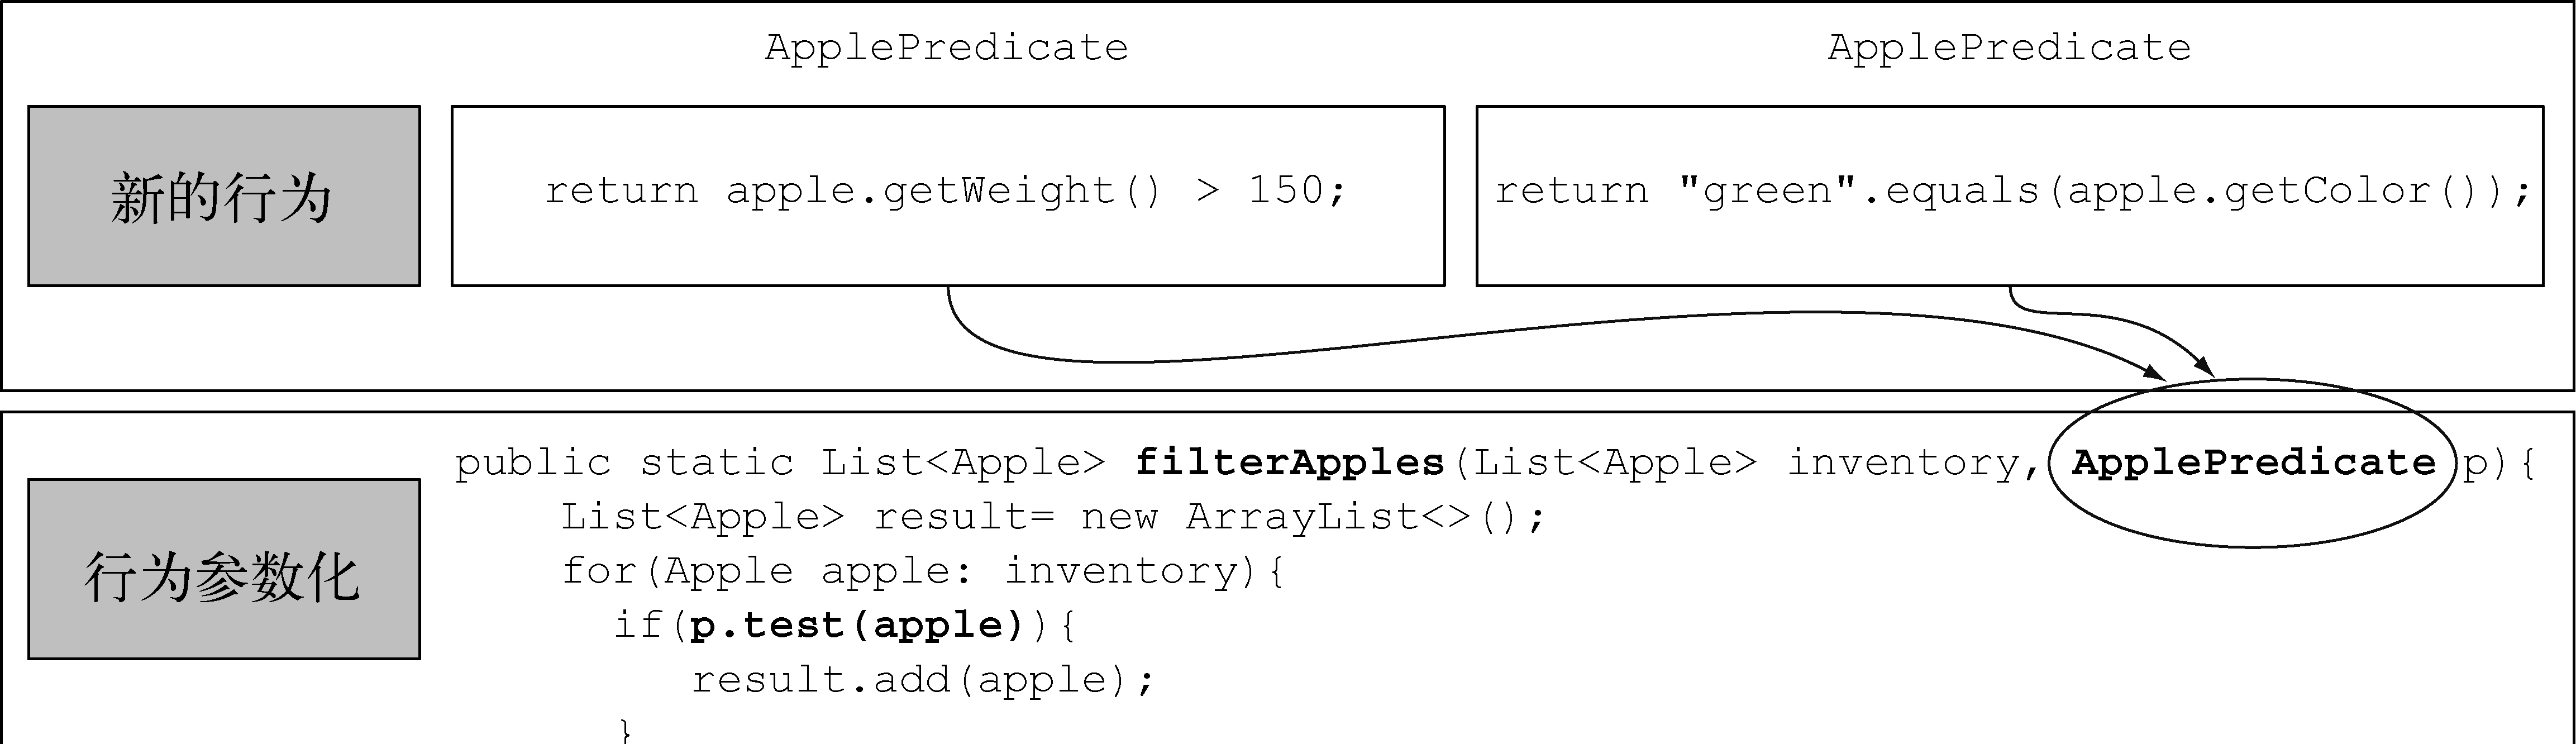 ApplePredicate ApplePredicate
新的行为
return apple.getWeight() > 150;
return "green".equals(apple.getColor());
行为参数化
public static List<Apple> filterApples(List<Apple> inventory, ApplePredicate p){
List<Apple> result= new ArrayList<>();
for(Apple apple: inventory){
if(p.test(apple)){
result.add(apple);
}